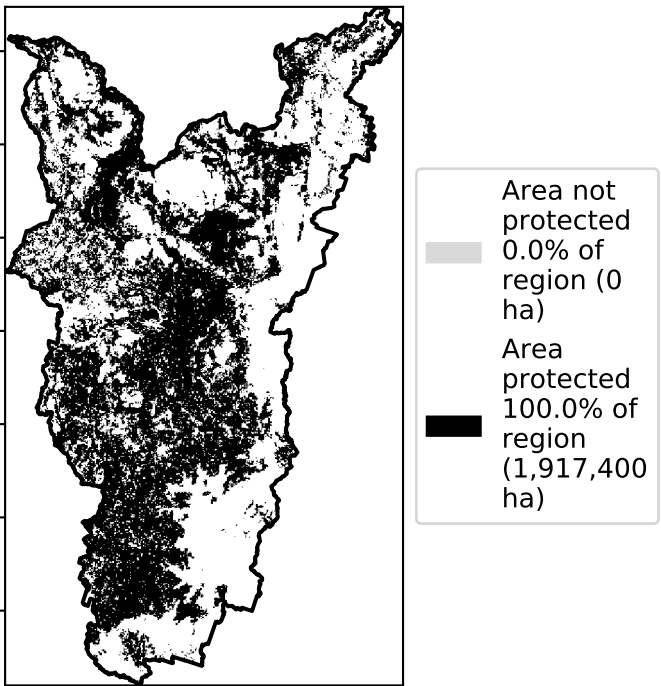 Area not
protected
0.0% of
region (0
ha)
Area
protected
100.0% of
region
(1,917,400
ha)